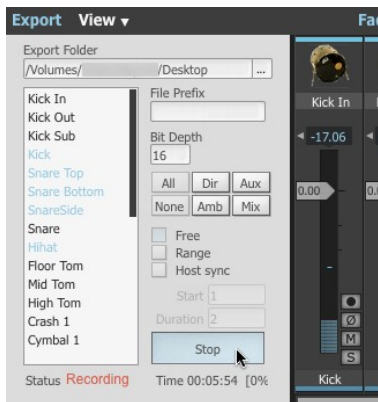 Export View ▼ Fa
Export Folder
/Volumes/ /Desktop ...
Kick In
Kick Out
Kick Sub
Kick
Snare Top
Snare Bottom
SnareSide
Snare
Hihat
Floor Tom
Mid Tom
High Tom
Crash 1
Cymbal 1
File Prefix
Bit Depth
16
All Dir Aux
None Amb Mix
Free
Range
Host sync
Start 1
Duration 2
Stop
Status Recording Time 00:05:54 [0%
Kick In
-17.06
0.00 0.
Ø
M
S
Kick